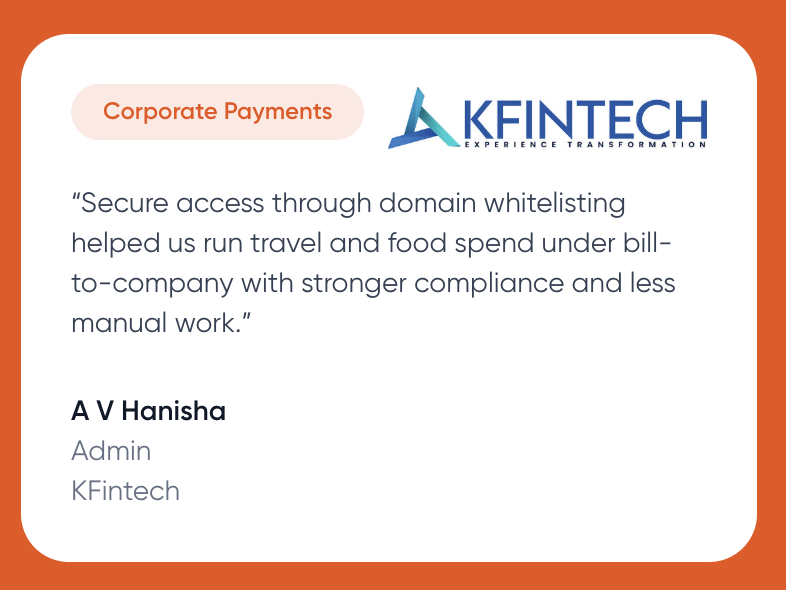 Corporate Payments
KFINTECH
EXPERIENCE TRANSFORMATION
“Secure access through domain whitelisting
helped us run travel and food spend under bill-
to-company with stronger compliance and less
manual work.”
A V Hanisha
Admin
KFintech